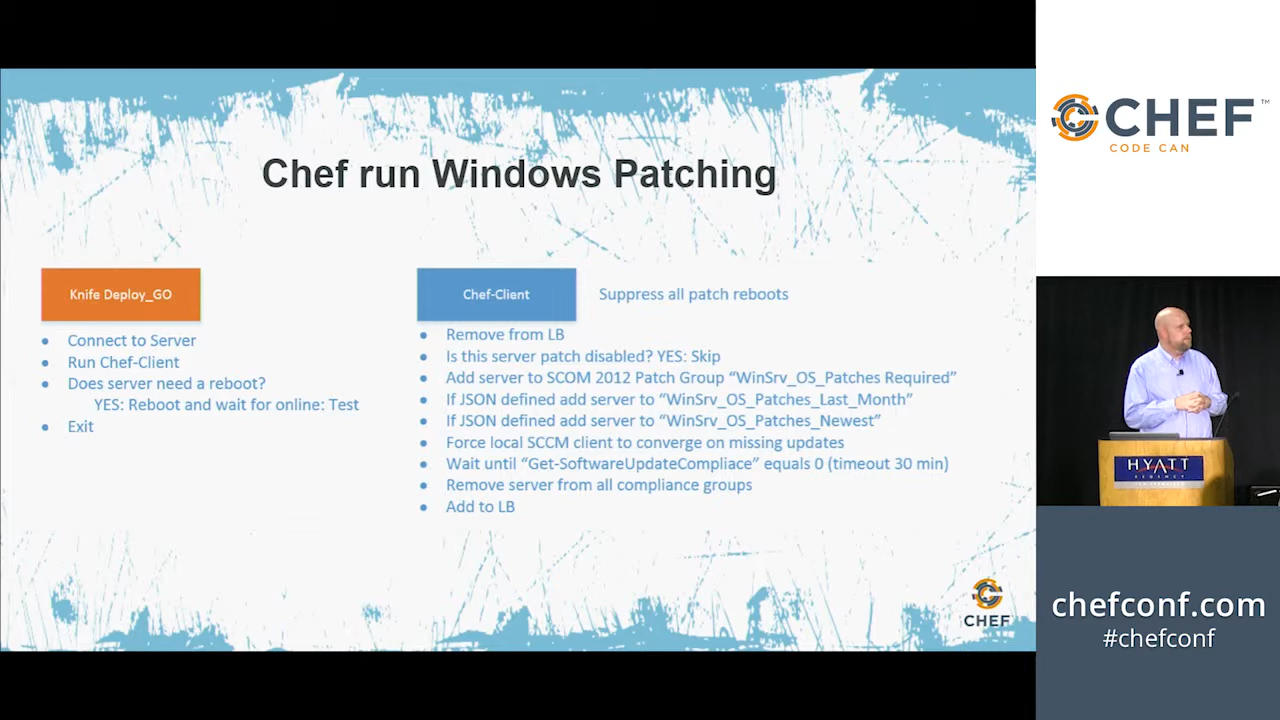 Chef run Windows Patching
Knife Deploy_GO
Connect to Server
Run Chef-Client
Does server need a reboot?
YES: Reboot and wait for online: Test
Exit
Chef-Client
Suppress all patch reboots
Remove from LB
Is this server patch disabled? YES: Skip
Add server to SCOM 2012 Patch Group “WinSrv_OS_Patches Required”
If JSON defined add server to “WinSrv_OS_Patches_Last_Month”
If JSON defined add server to “WinSrv_OS_Patches_Newest”
Force local SCCM client to converge on missing updates
Wait until “Get-SoftwareUpdateCompliace” equals 0 (timeout 30 min)
Remove server from all compliance groups
Add to LB
CHEF
CHEF™
CODE CAN
HYATT
REGENCY
chefconf.com
#chefconf